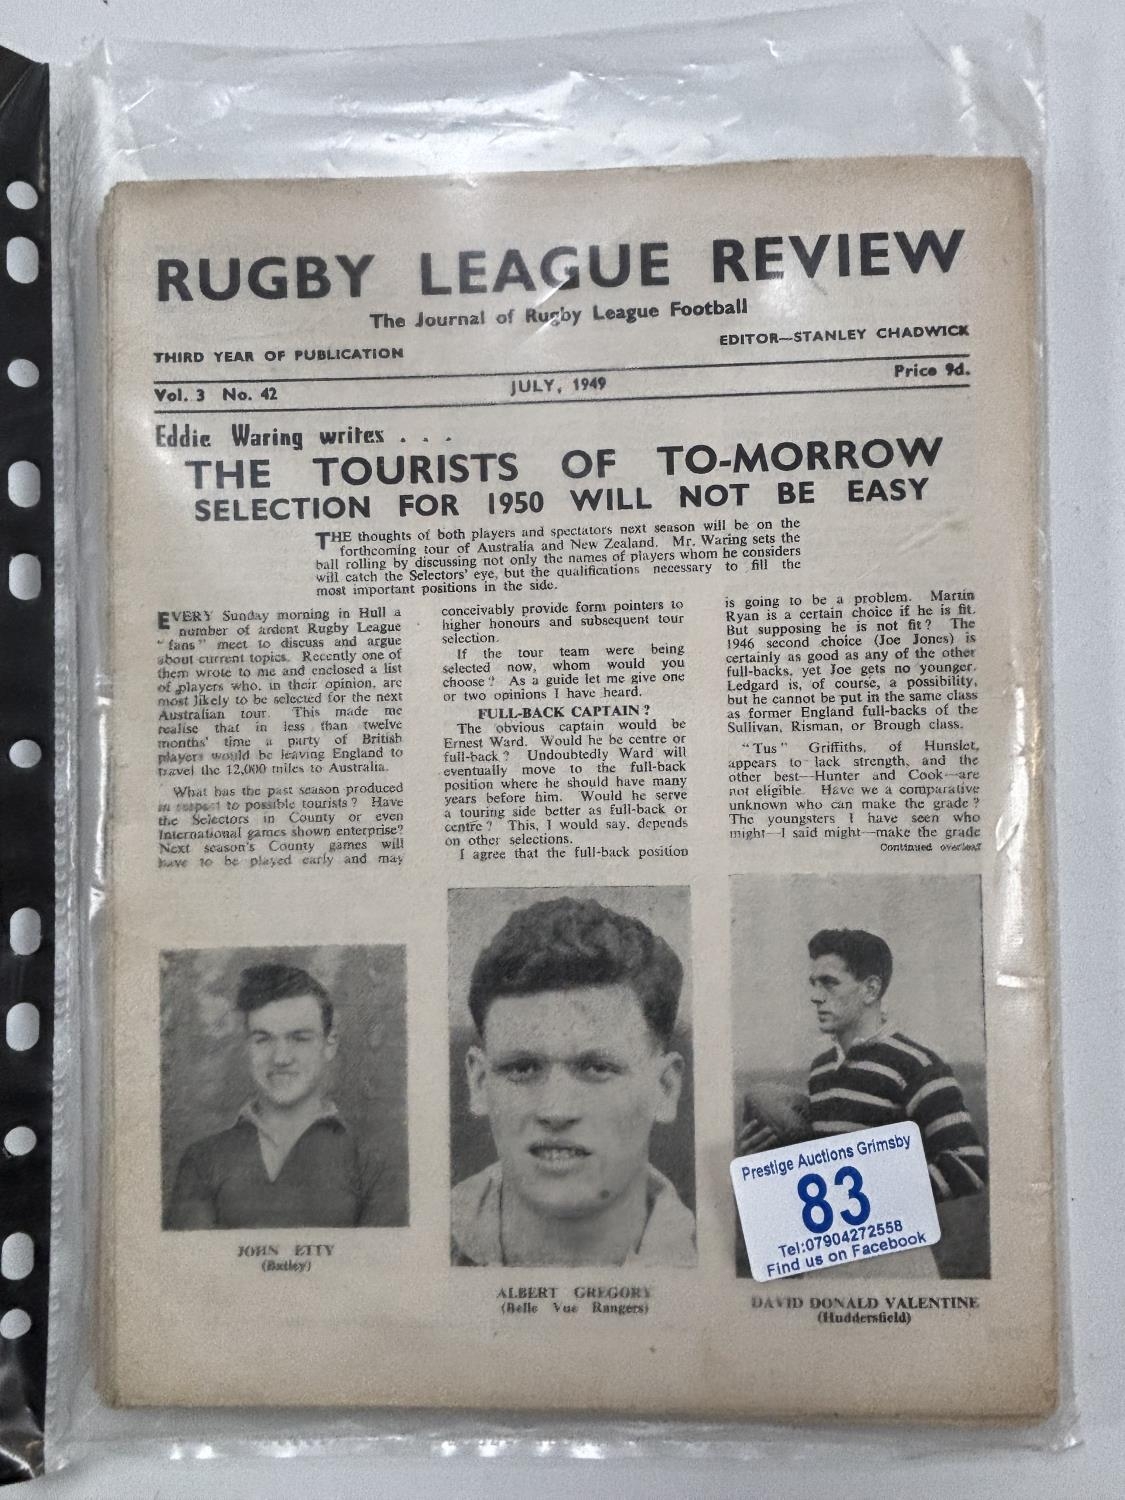 RUGBY LEAGUE REVIEW
The Journal of Rugby League Football
THIRD YEAR OF PUBLICATION
EDITOR—STANLEY CHADWICK
Vol. 3 No. 42
JULY, 1949
Price 9d.
Eddie Waring writes . . .
THE TOURISTS OF TO-MORROW
SELECTION FOR 1950 WILL NOT BE EASY
THE thoughts of both players and spectators next season will be on the
forthcoming tour of Australia and New Zealand. Mr. Waring sets the
ball rolling by discussing not only the names of players whom he considers
will catch the Selectors' eye, but the qualifications necessary to fill the
most important positions in the side.
EVERY Sunday morning in Hull a
number of ardent Rugby League
"fans" meet to discuss and argue
about current topics. Recently one of
them wrote to me and enclosed a list
of players who, in their opinion, are
most likely to be selected for the next
Australian tour. This made me
realise that in less than twelve
months' time a party of British
players would be leaving England to
travel the 12,000 miles to Australia.
What has the past season produced
in respect to possible tourists? Have
the Selectors in County or even
International games shown enterprise?
Next season's County games will
have to be played early and may
conceivably provide form pointers to
higher honours and subsequent tour
selection.
If the tour team were being
selected now, whom would you
choose? As a guide let me give one
or two opinions I have heard.
FULL-BACK CAPTAIN?
The obvious captain would be
Ernest Ward. Would he be centre or
full-back? Undoubtedly Ward will
eventually move to the full-back
position where he should have many
years before him. Would he serve
a touring side better as full-back or
centre? This, I would say, depends
on other selections.
I agree that the full-back position
is going to be a problem. Martin
Ryan is a certain choice if he is fit.
But supposing he is not fit? The
1946 second choice (Joe Jones) is
certainly as good as any of the other
full-backs, yet Joe gets no younger.
Ledgard is, of course, a possibility,
but he cannot be put in the same class
as former England full-backs of the
Sullivan, Risman, or Brough class.
"Tus" Griffiths, of Hunslet,
appears to lack strength, and the
other best—Hunter and Cook—are
not eligible. Have we a comparative
unknown who can make the grade?
The youngsters I have seen who
might—I said might—make the grade
Continued overleaf
JOHN ETTY
(Batley)
ALBERT GREGORY
(Belle Vue Rangers)
DAVID DONALD VALENTINE
(Huddersfield)
Prestige Auctions Grimsby
83
Tel:07904272558
Find us on Facebook